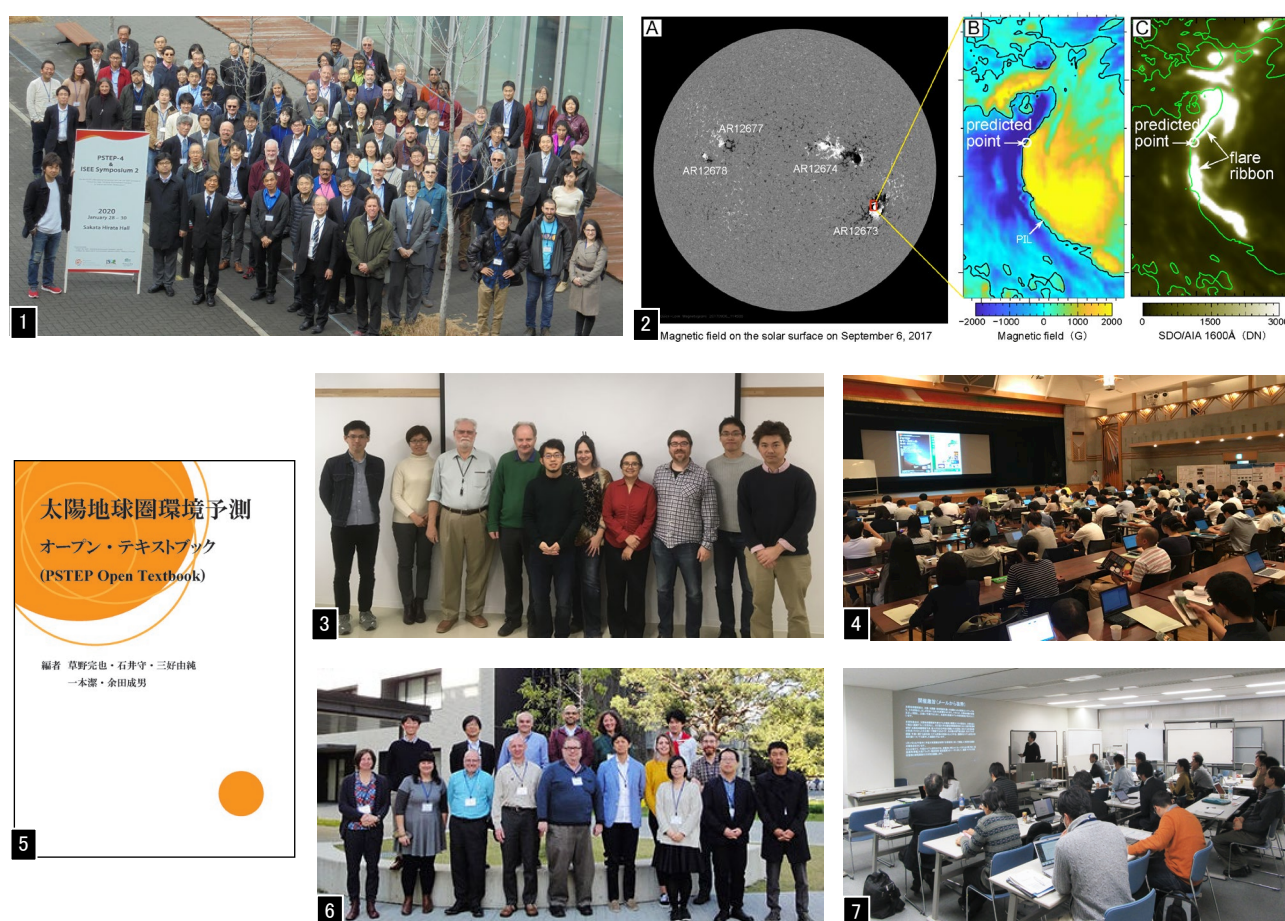 PSTEP-4
&
ISEE Symposium 2
2020
January 28 - 30
Sakata Hirata Hall
1
A
AR12677
AR12678
AR12674
AR12673
2
Magnetic field on the solar surface on September 6, 2017
B
predicted
point
PIL
−2000 −1000 0 1000 2000
Magnetic field (G)
C
predicted
point
flare
ribbon
0 1500 3000
SDO/AIA 1600Å (DN)
3
4
太陽地球圏環境予測
オープン・テキストブック
(PSTEP Open Textbook)
編者 草野完也・石井守・三好由純
一本潔・余田成男
5
6
7